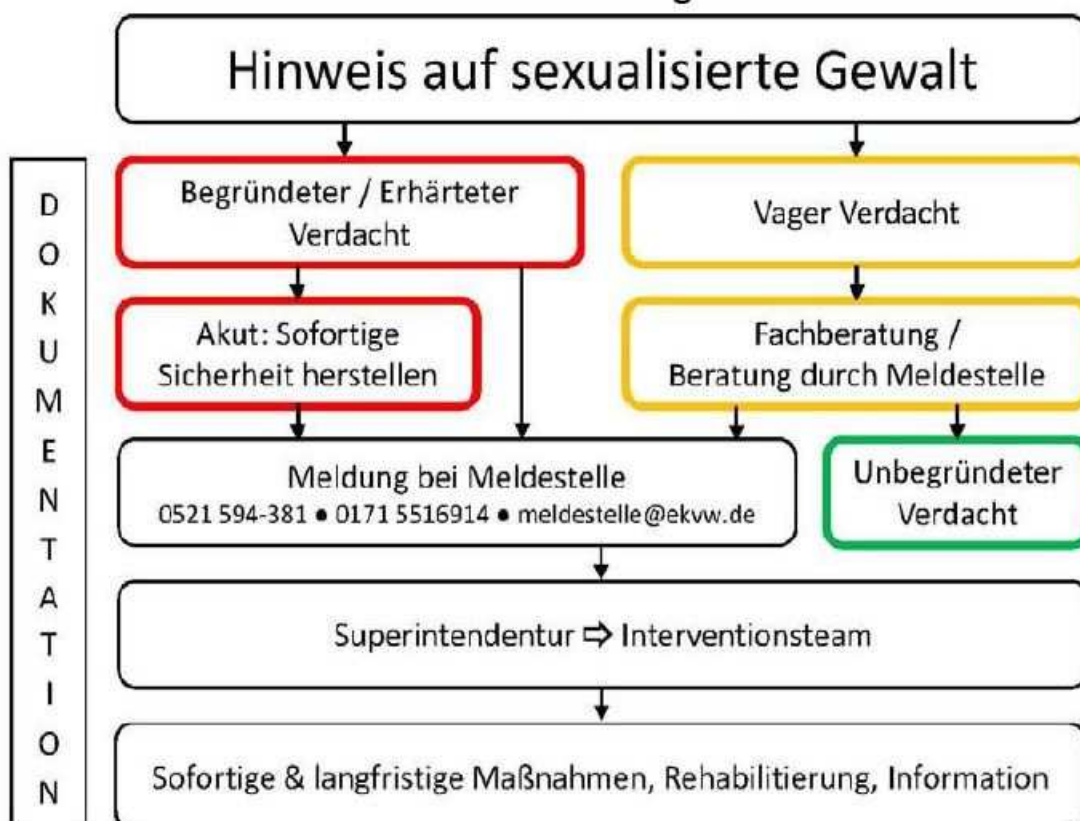 Hinweis auf sexualisierte Gewalt
DOKUMENTATION
Begründeter / Erhärteter
Verdacht
Vager Verdacht
Akut: Sofortige
Sicherheit herstellen
Fachberatung /
Beratung durch Meldestelle
Meldung bei Meldestelle
0521 594-381 ● 0171 5516914 ● meldestelle@ekvw.de
Unbegründeter
Verdacht
Superintendentur ⇨ Interventionsteam
Sofortige & langfristige Maßnahmen, Rehabilitierung, Information